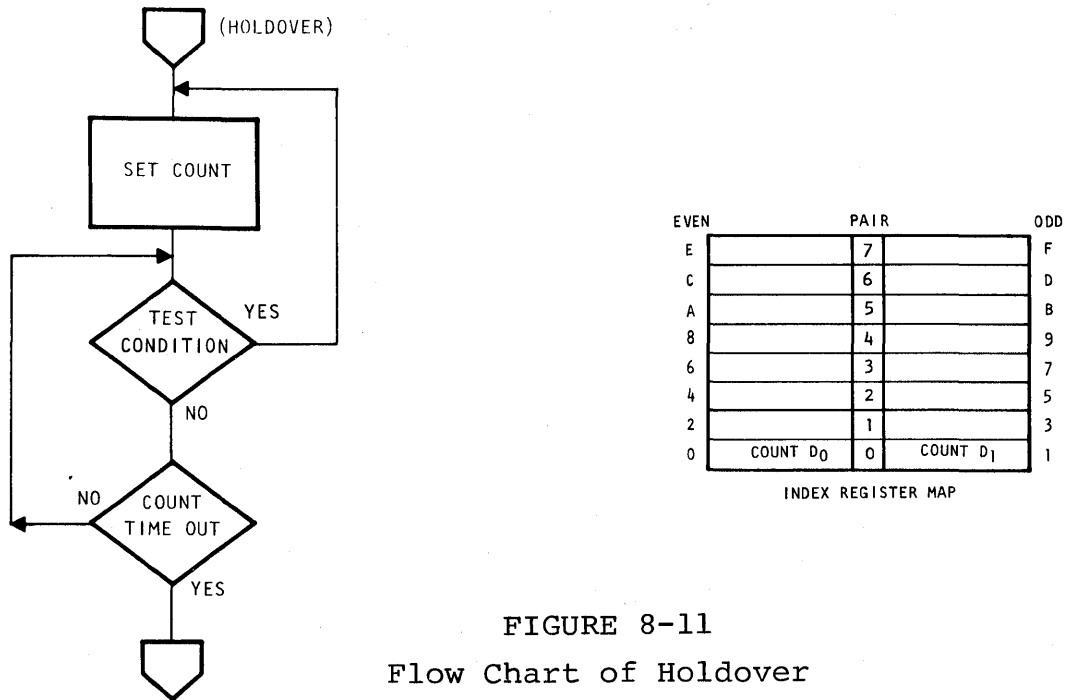 (HOLDOVER)
SET COUNT
TEST
CONDITION
YES
NO
COUNT
TIME OUT
NO
YES
EVEN PAIR ODD
E 7 F
C 6 D
A 5 B
8 4 9
6 3 7
4 2 5
2 1 3
0 COUNT D0 0 COUNT D1 1
INDEX REGISTER MAP
FIGURE 8-11
Flow Chart of Holdover